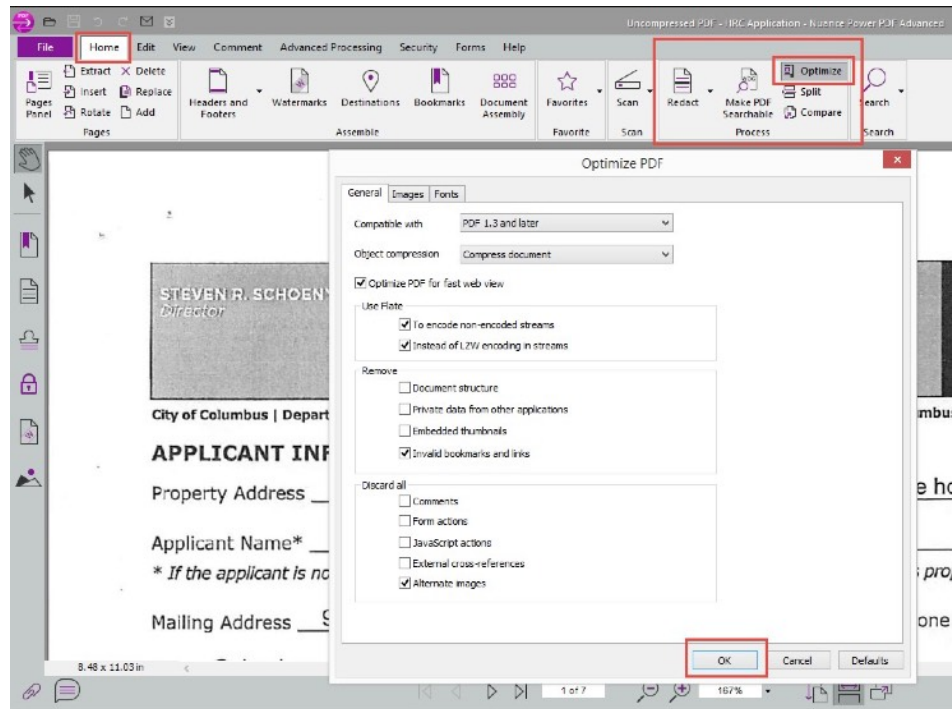 Uncompressed PDF - HRC Application - Nuance Power PDF Advanced
File Home Edit View Comment Advanced Processing Security Forms Help
Pages Panel
Extract Delete
Insert Replace
Rotate Add
Headers and Footers
Watermarks
Destinations
Bookmarks
Document Assembly
Favorites
Scan
Redact
Make PDF Searchable
Optimize
Split
Compare
Search
Pages Assemble Favorite Scan Process Search
Optimize PDF
General Images Fonts
Compatible with PDF 1.3 and later
Object compression Compress document
Optimize PDF for fast web view
Use Flate
To encode non-encoded streams
Instead of LZW encoding in streams
Remove
Document structure
Private data from other applications
Embedded thumbnails
Invalid bookmarks and links
Discard all
Comments
Form actions
JavaScript actions
External cross-references
Alternate images
OK Cancel Defaults
STEVEN R. SCHOEN
Director
City of Columbus | Depart
APPLICANT INF
Property Address
Applicant Name*
* If the applicant is no
Mailing Address 9
8.48 x 11.03 in
1 of 7
167%